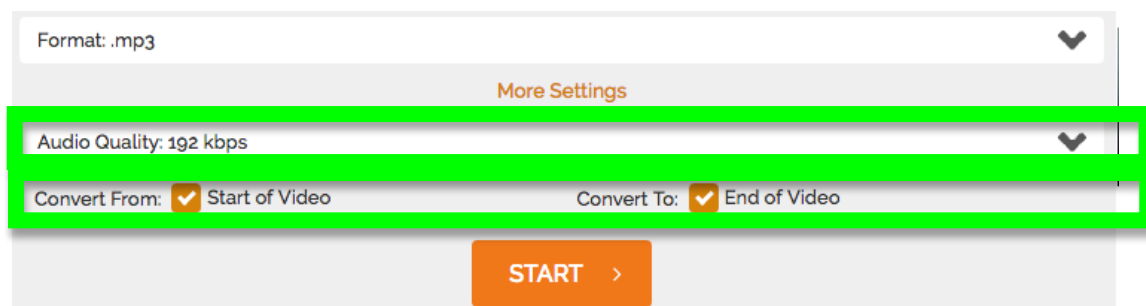 Format: .mp3
More Settings
Audio Quality: 192 kbps
Convert From: Start of Video Convert To: End of Video
START >